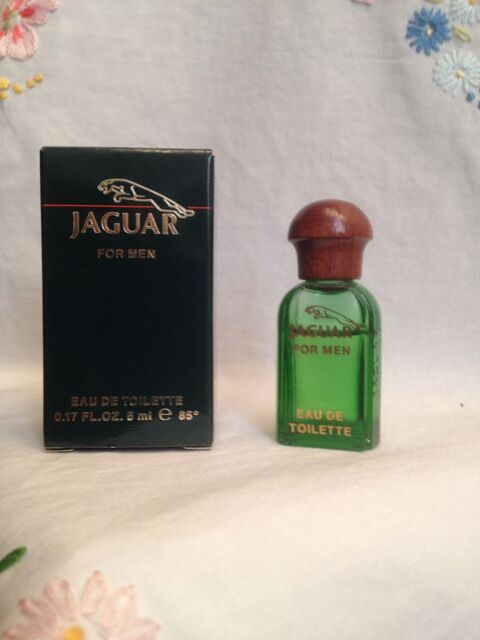 JAGUAR
FOR MEN
EAU DE TOILETTE
0.17 FL.OZ. 5 ml e 85°
JAGUAR
FOR MEN
EAU DE
TOILETTE